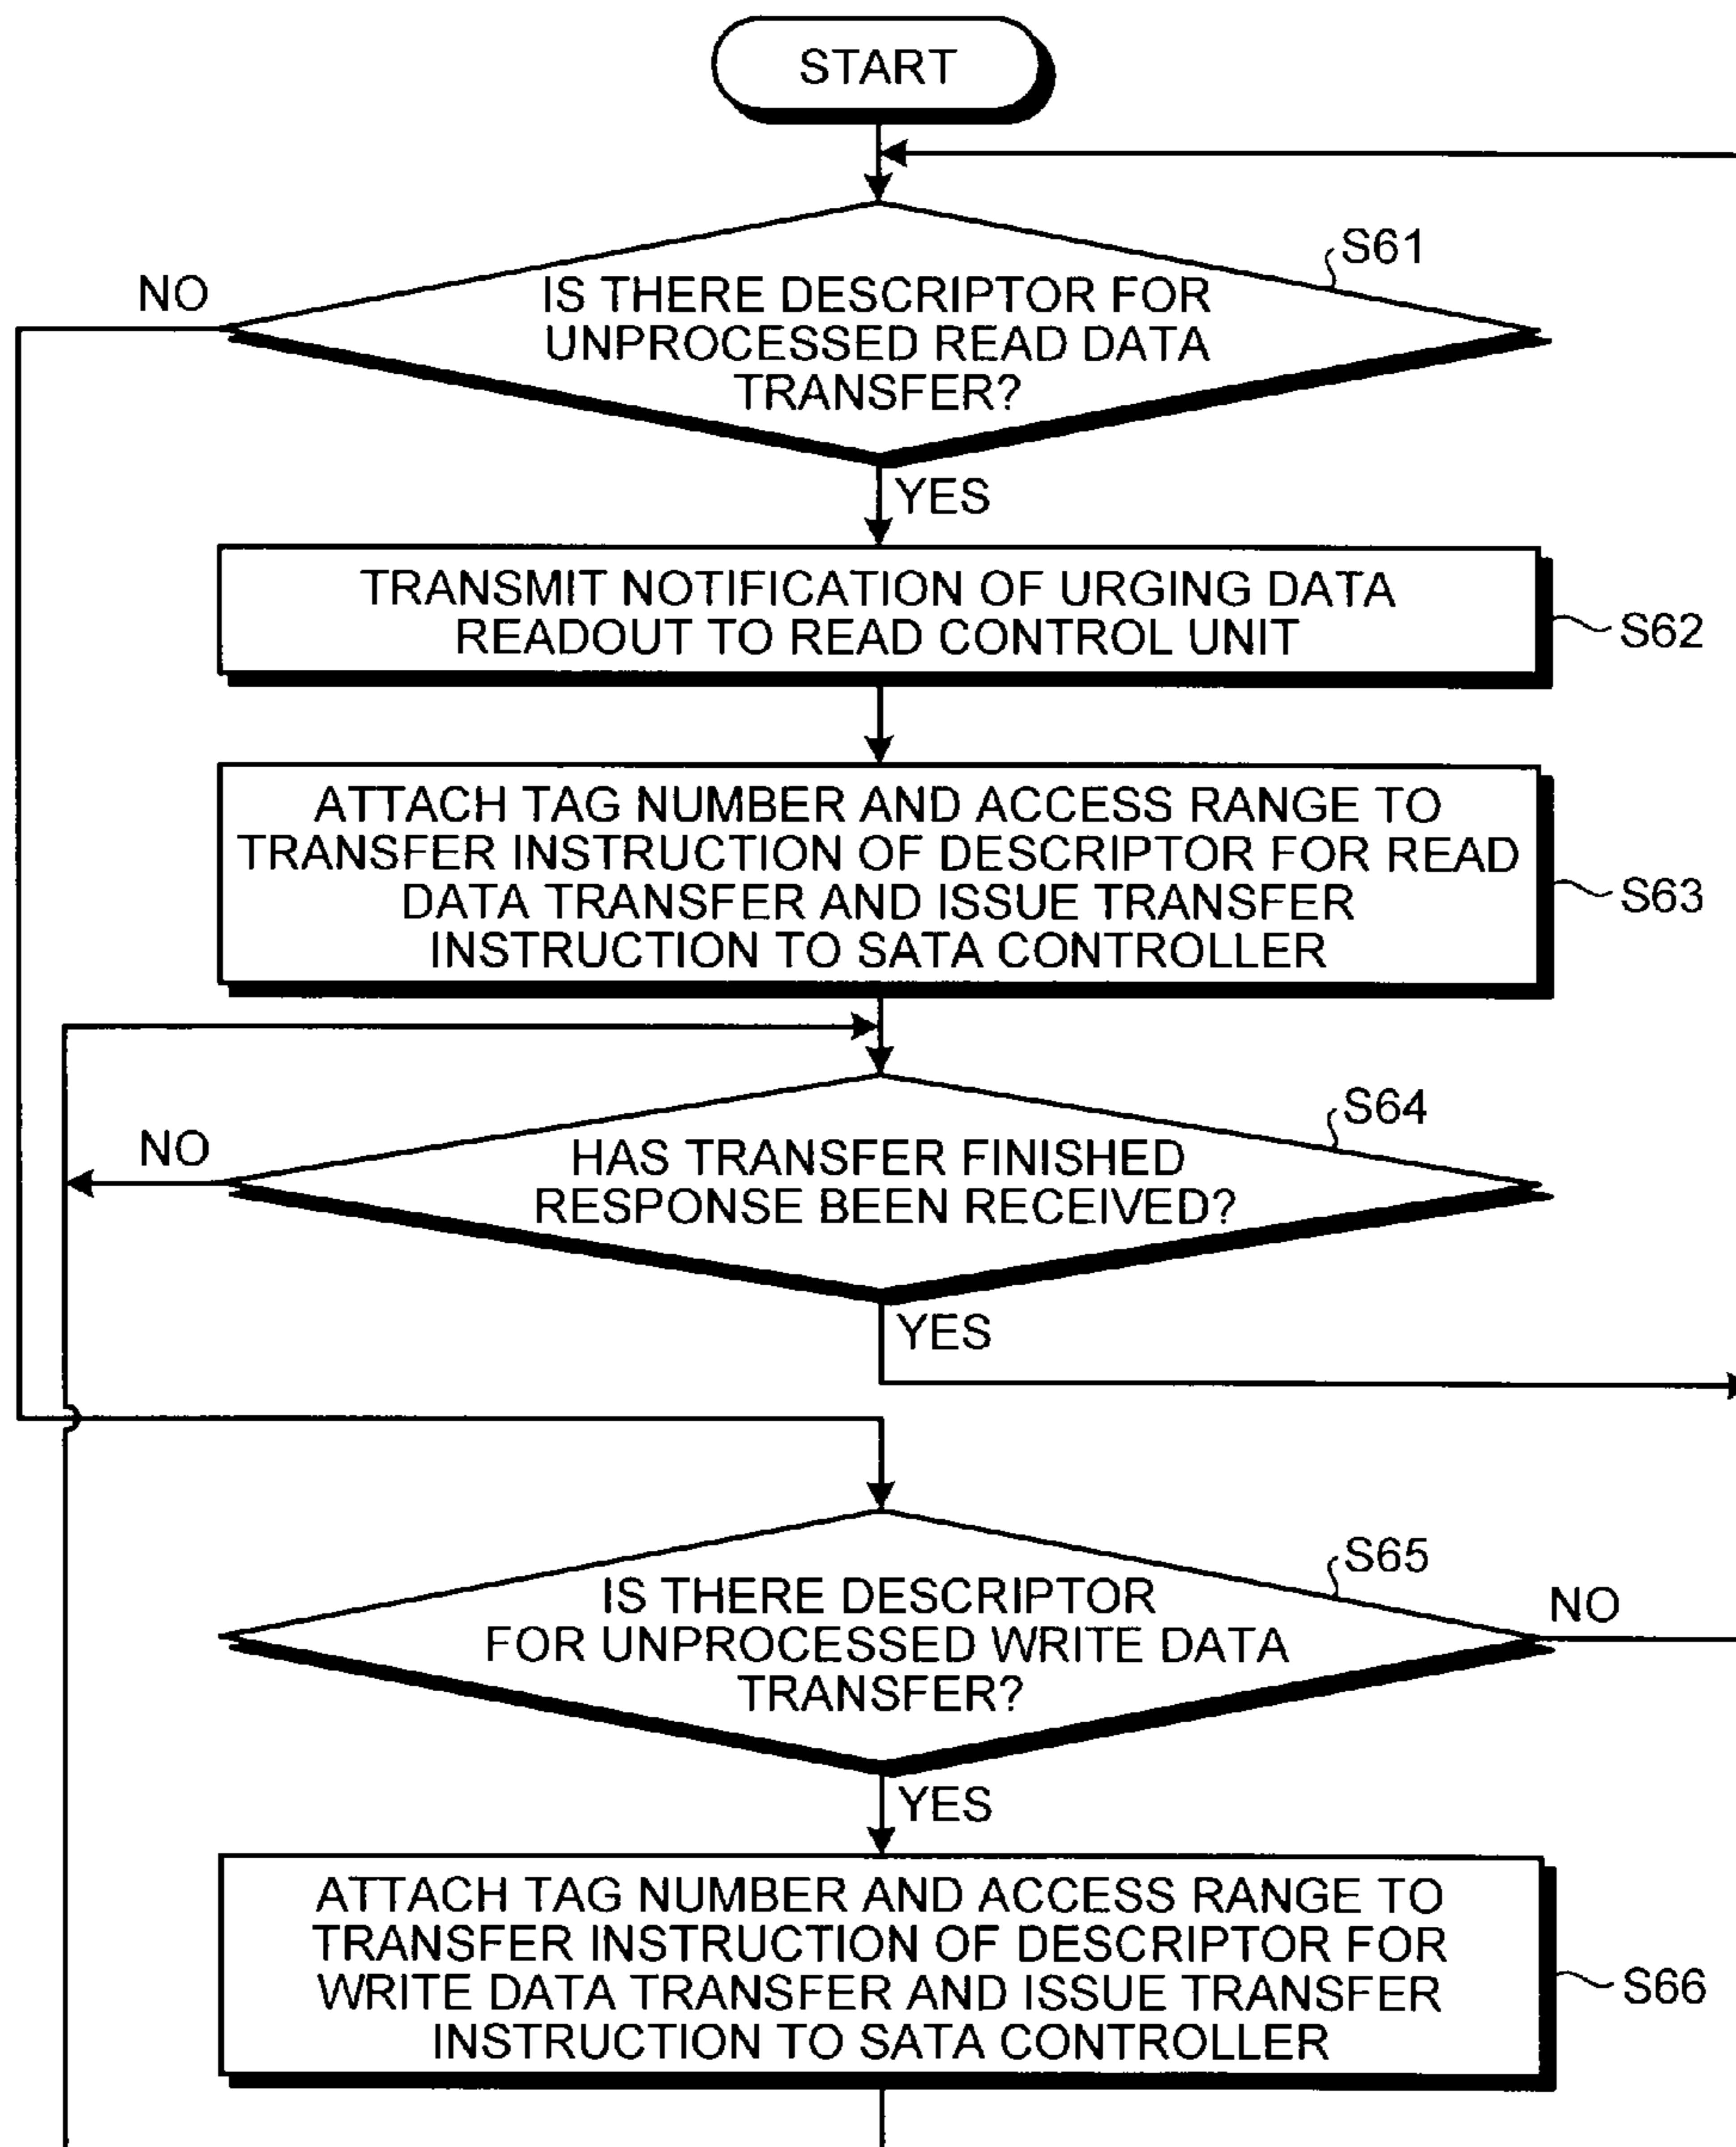 START
S61
NO
IS THERE DESCRIPTOR FOR
UNPROCESSED READ DATA
TRANSFER?
YES
TRANSMIT NOTIFICATION OF URGING DATA
READOUT TO READ CONTROL UNIT
S62
ATTACH TAG NUMBER AND ACCESS RANGE TO
TRANSFER INSTRUCTION OF DESCRIPTOR FOR READ
DATA TRANSFER AND ISSUE TRANSFER
INSTRUCTION TO SATA CONTROLLER
S63
S64
NO
HAS TRANSFER FINISHED
RESPONSE BEEN RECEIVED?
YES
S65
IS THERE DESCRIPTOR
FOR UNPROCESSED WRITE DATA
TRANSFER?
NO
YES
ATTACH TAG NUMBER AND ACCESS RANGE TO
TRANSFER INSTRUCTION OF DESCRIPTOR FOR
WRITE DATA TRANSFER AND ISSUE TRANSFER
INSTRUCTION TO SATA CONTROLLER
S66